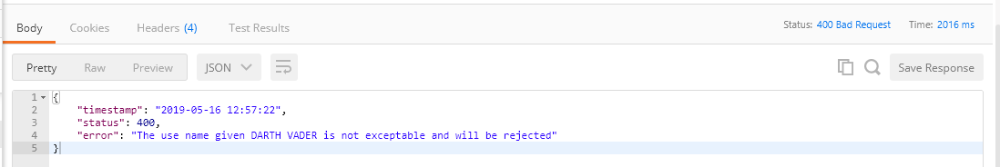 Body Cookies Headers (4) Test Results Status: 400 Bad Request Time: 2016 ms
Pretty Raw Preview JSON Save Response
1 {
2 "timestamp": "2019-05-16 12:57:22",
3 "status": 400,
4 "error": "The use name given DARTH VADER is not exceptable and will be rejected"
5 }